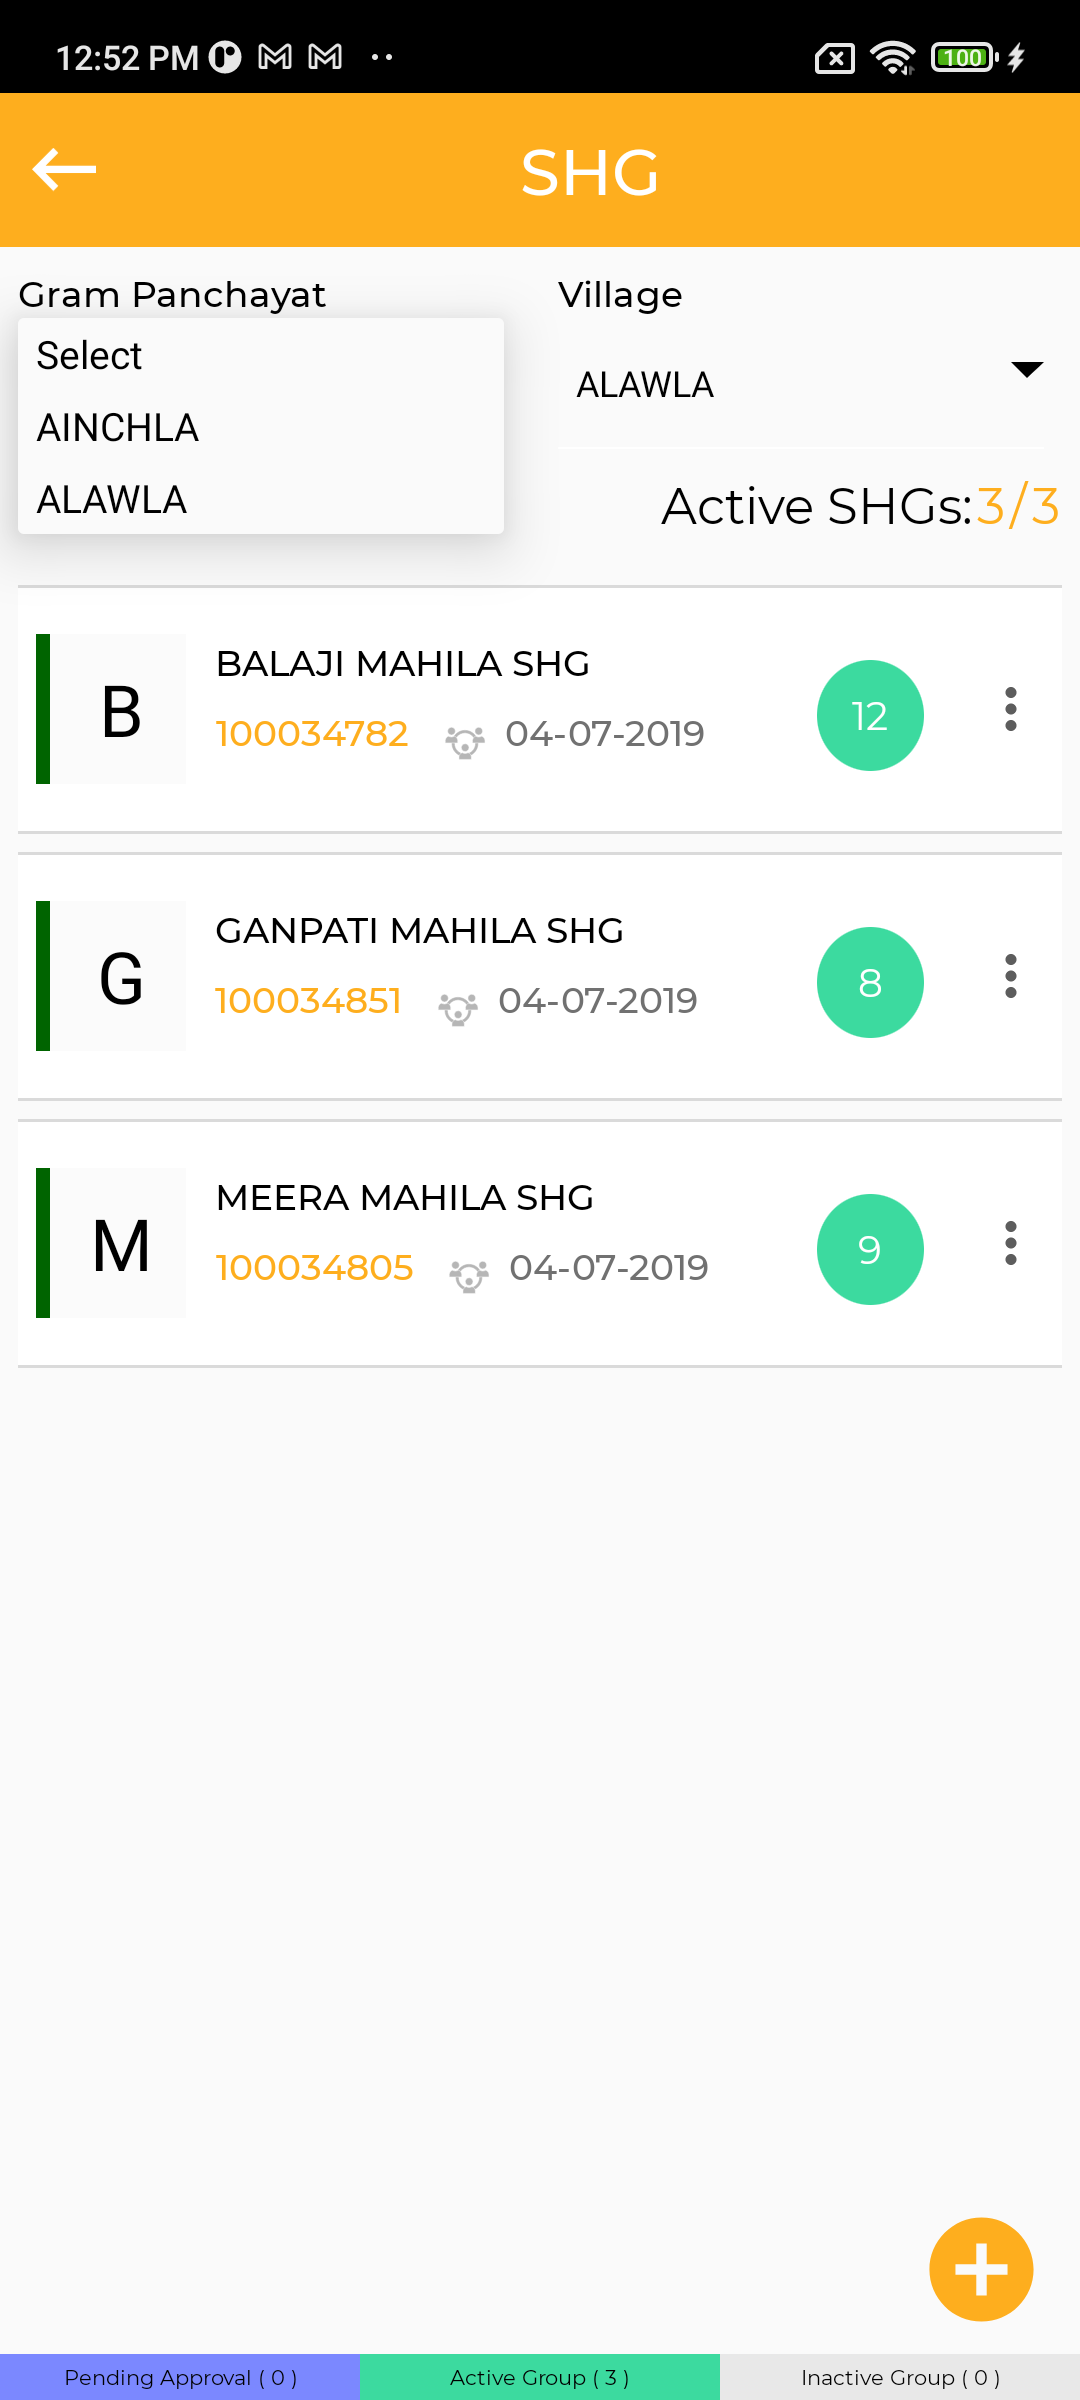 12:52 PM
100
SHG
Gram Panchayat
Village
Select
AINCHLA
ALAWLA
ALAWLA
Active SHGs: 3/3
B
BALAJI MAHILA SHG
100034782 04-07-2019
12
G
GANPATI MAHILA SHG
100034851 04-07-2019
8
M
MEERA MAHILA SHG
100034805 04-07-2019
9
Pending Approval ( 0 )
Active Group ( 3 )
Inactive Group ( 0 )